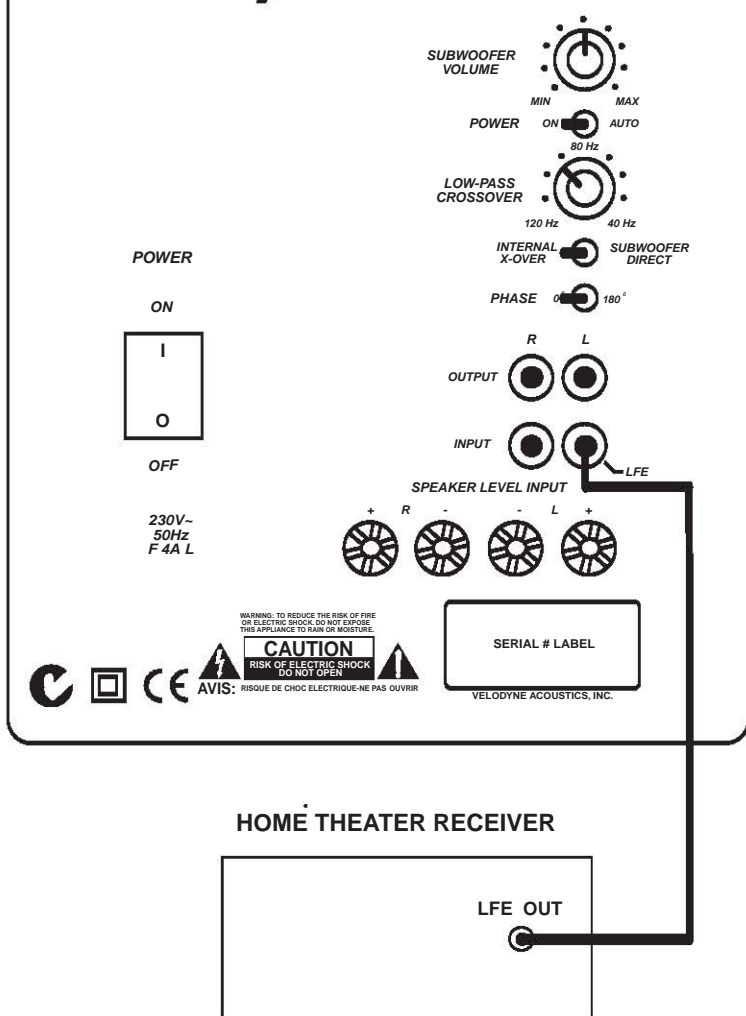 SUBWOOFER
VOLUME
MIN MAX
POWER ON AUTO
80 Hz
LOW-PASS
CROSSOVER
120 Hz 40 Hz
INTERNAL
X-OVER
SUBWOOFER
DIRECT
PHASE 0° 180°
R L
OUTPUT
INPUT
LFE
SPEAKER LEVEL INPUT
+ R - - L +
POWER
ON
I
O
OFF
230V~
50Hz
F 4A L
WARNING: TO REDUCE THE RISK OF FIRE
OR ELECTRIC SHOCK. DO NOT EXPOSE
THIS APPLIANCE TO RAIN OR MOISTURE.
CAUTION
RISK OF ELECTRIC SHOCK
DO NOT OPEN
AVIS: RISQUE DE CHOC ELECTRIQUE-NE PAS OUVRIR
CE
SERIAL # LABEL
VELODYNE ACOUSTICS, INC.
HOME THEATER RECEIVER
LFE OUT